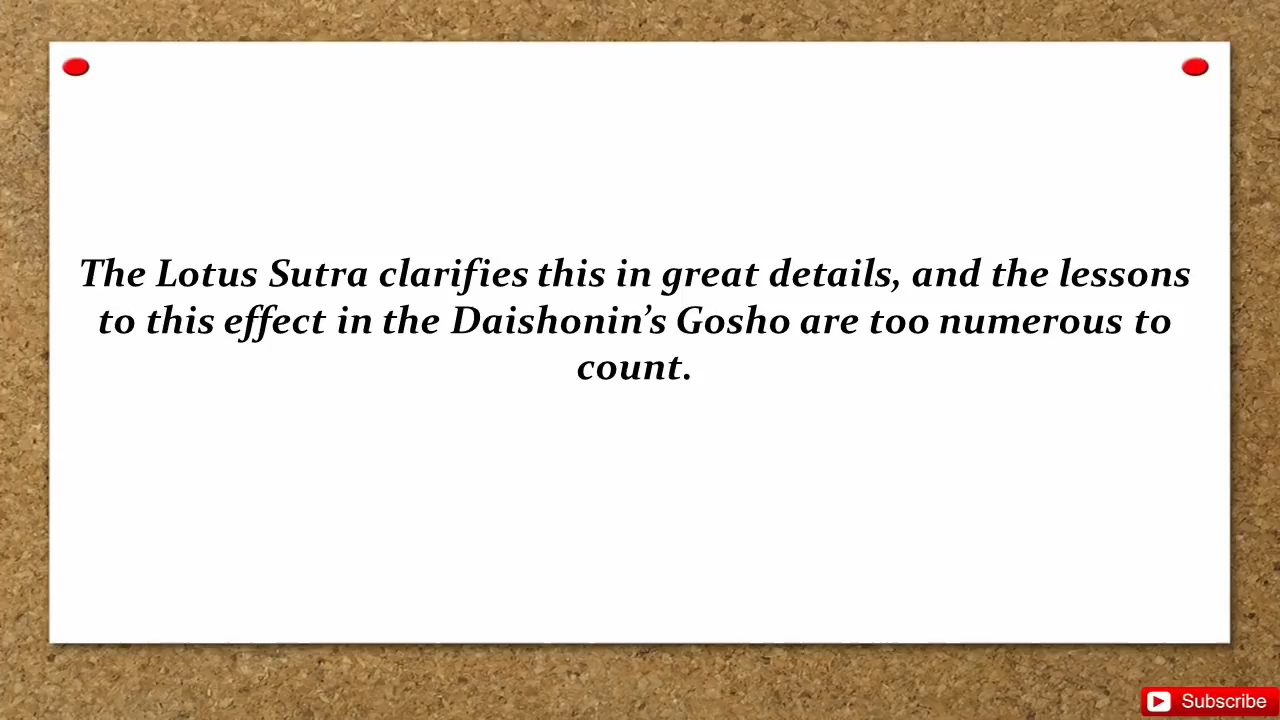 The Lotus Sutra clarifies this in great details, and the lessons
to this effect in the Daishonin’s Gosho are too numerous to
count.
Subscribe